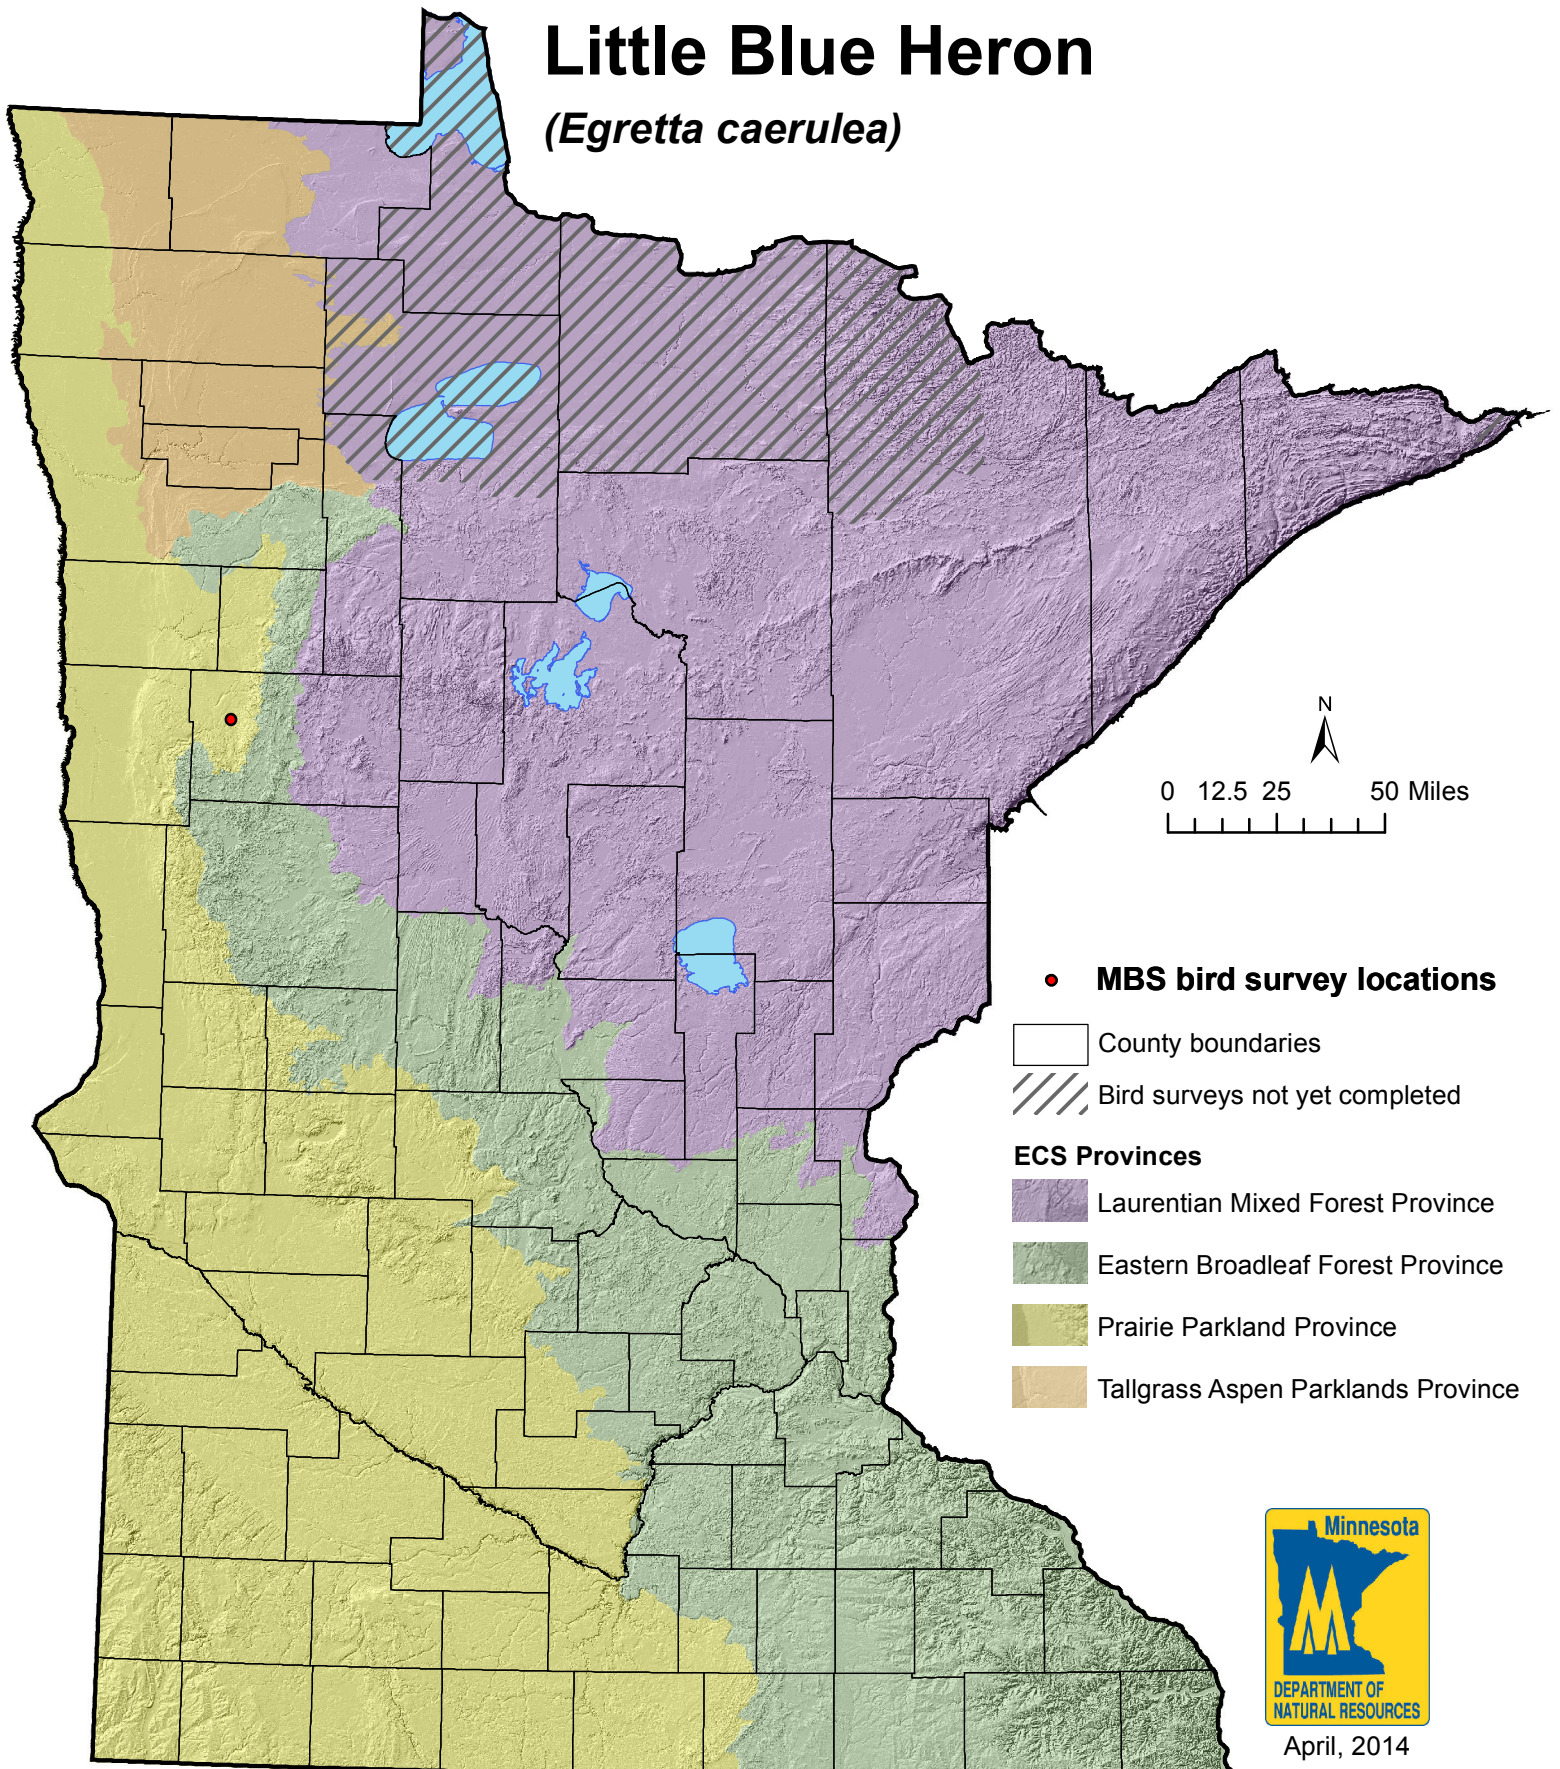 Little Blue Heron
(Egretta caerulea)
N
0 12.5 25 50 Miles
MBS bird survey locations
County boundaries
Bird surveys not yet completed
ECS Provinces
Laurentian Mixed Forest Province
Eastern Broadleaf Forest Province
Prairie Parkland Province
Tallgrass Aspen Parklands Province
Minnesota
DEPARTMENT OF
NATURAL RESOURCES
April, 2014